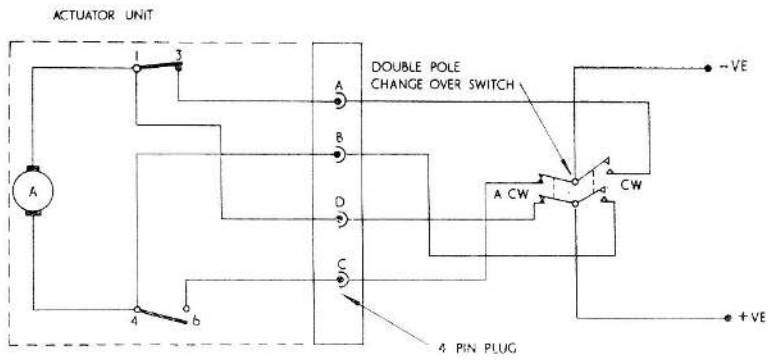 ACTUATOR UNIT
1
3
DOUBLE POLE
CHANGE OVER SWITCH
-VE
A
B
A
A CW
CW
D
C
4
6
+VE
4 PIN PLUG